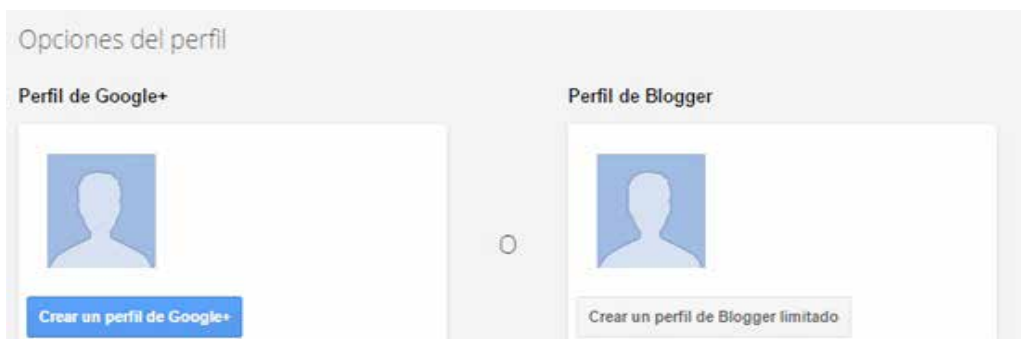 Opciones del perfil
Perfil de Google+
Perfil de Blogger
O
Crear un perfil de Google+
Crear un perfil de Blogger limitado